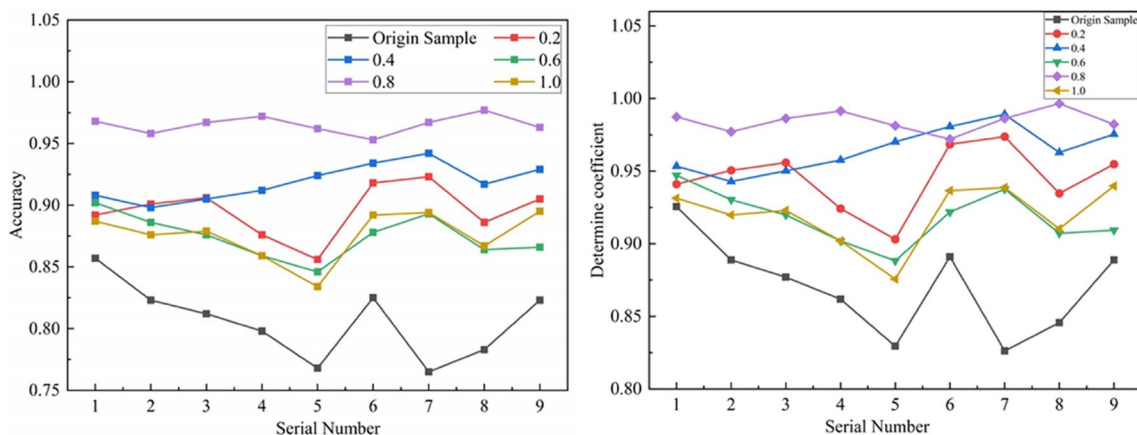 1.05
1.00
0.95
0.90
0.85
0.80
0.75
Accuracy
Origin Sample 0.2
0.4 0.6
0.8 1.0
1 2 3 4 5 6 7 8 9
Serial Number
1.05
1.00
0.95
0.90
0.85
0.80
Determine coefficient
Origin Sample
0.2
0.4
0.6
0.8
1.0
1 2 3 4 5 6 7 8 9
Serial Number